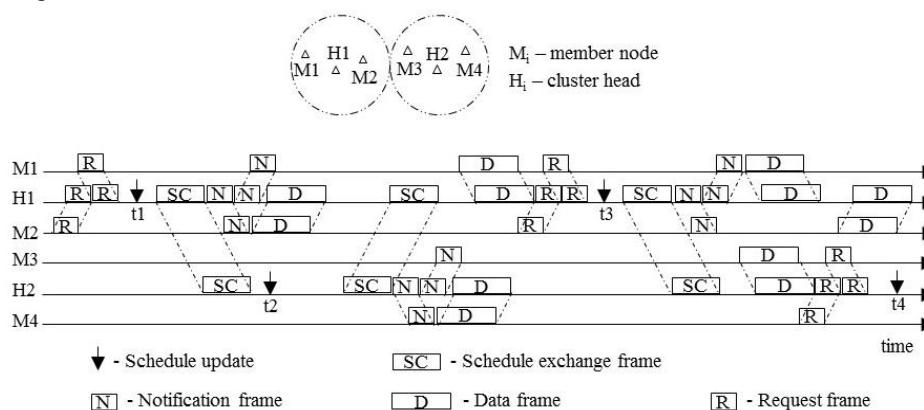 H1
M1
M2
H2
M3
M4
Mi – member node
Hi – cluster head
M1 R N D R N D
H1 R R SC N N D SC D R R SC N N D D
t1 t3
M2 R N D R N D
M3 N D R
H2 SC SC N N D SC D R R
t2 t4
M4 N D R
time
- Schedule update
SC - Schedule exchange frame
N - Notification frame
D - Data frame
R - Request frame